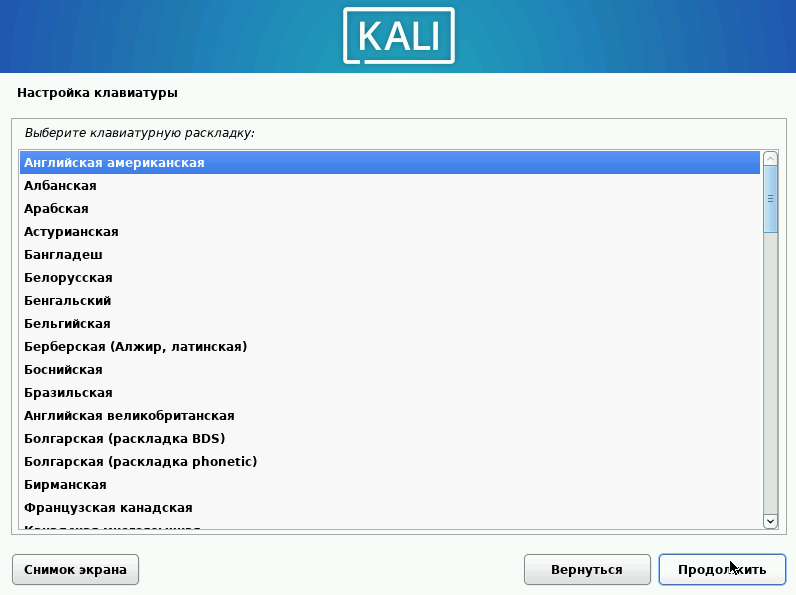 KALI
Настройка клавиатуры
Выберите клавиатурную раскладку:
Английская американская
Албанская
Арабская
Астурианская
Бангладеш
Белорусская
Бенгальский
Бельгийская
Берберская (Алжир, латинская)
Боснийская
Бразильская
Английская великобританская
Болгарская (раскладка BDS)
Болгарская (раскладка phonetic)
Бирманская
Французская канадская
Снимок экрана
Вернуться
Продолжить